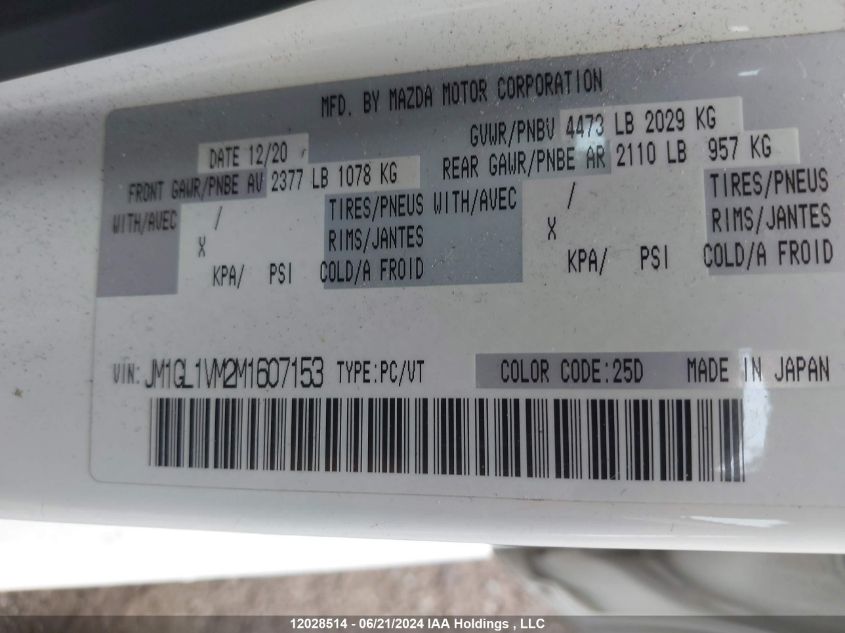 MFD. BY MAZDA MOTOR CORPORATION
DATE 12/20 GVWR/PNBV 4473 LB 2029 KG
FRONT GAWR/PNBE AV 2377 LB 1078 KG REAR GAWR/PNBE AR 2110 LB 957 KG
WITH/AVEC / TIRES/PNEUS WITH/AVEC / TIRES/PNEUS
X RIMS/JANTES X RIMS/JANTES
KPA/ PSI COLD/A FROID KPA/ PSI COLD/A FROID
VIN: JM1GL1VM2M1607153 TYPE:PC/VT COLOR CODE:25D MADE IN JAPAN
12028514 - 06/21/2024 IAA Holdings , LLC